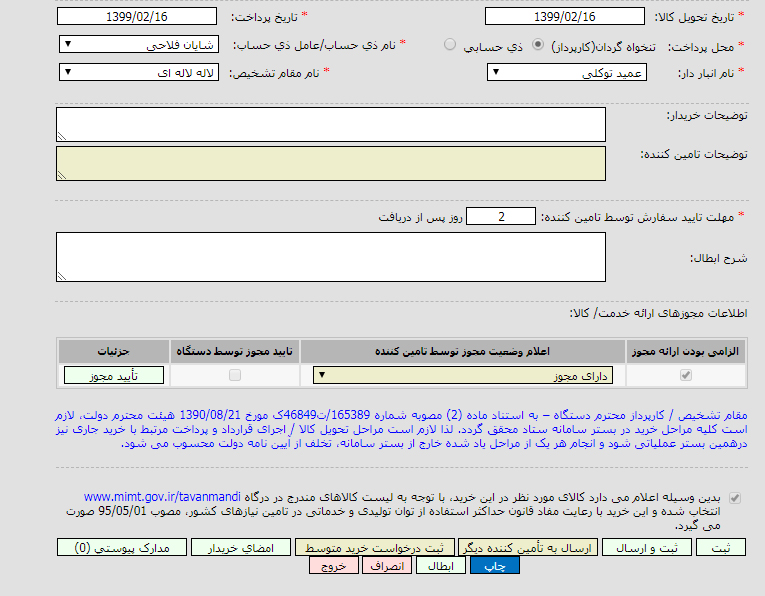 * تاریخ تحویل کالا: 1399/02/16 * تاریخ پرداخت: 1399/02/16
* محل پرداخت: تنخواه گردان(کارپرداز) ذي حسابي * نام ذي حساب/عامل ذي حساب: شایان فلاحی
* نام انبار دار: عمید توکلی * نام مقام تشخیص: لاله لاله ای
توضیحات خریدار:
توضیحات تامین کننده:
* مهلت تایید سفارش توسط تامین کننده: 2 روز پس از دریافت
شرح ابطال:
اطلاعات مجوزهای ارائه خدمت/ کالا:
الزامی بودن ارائه مجوز اعلام وضعیت مجوز توسط تامین کننده تایید مجوز توسط دستگاه جزئیات
دارای مجوز تأیید مجوز
مقام تشخیص / کارپرداز محترم دستگاه – به استناد ماده (2) مصوبه شماره 165389/ت46849ک مورخ 1390/08/21 هیئت محترم دولت، لازم
است کلیه مراحل خرید در بستر سامانه ستاد محقق گردد. لذا لازم است مراحل تحویل کالا / اجرای قرارداد و پرداخت مرتبط با خرید جاری نیز
درهمین بستر عملیاتی شود و انجام هر یک از مراحل یاد شده خارج از بستر سامانه، تخلف از آیین نامه دولت محسوب می شود.
بدین وسیله اعلام می دارد کالای مورد نظر در این خرید، با توجه به لیست کالاهای مندرج در درگاه www.mimt.gov.ir/tavanmandi
انتخاب شده و این خرید با رعایت مفاد قانون حداکثر استفاده از توان تولیدی و خدماتی در تامین نیازهای کشور، مصوب 95/05/01 صورت
می گیرد.
ثبت ثبت و ارسال ارسال به تأمین کننده دیگر ثبت درخواست خرید متوسط امضاي خریدار مدارک پیوستی (0)
چاپ ابطال انصراف خروج